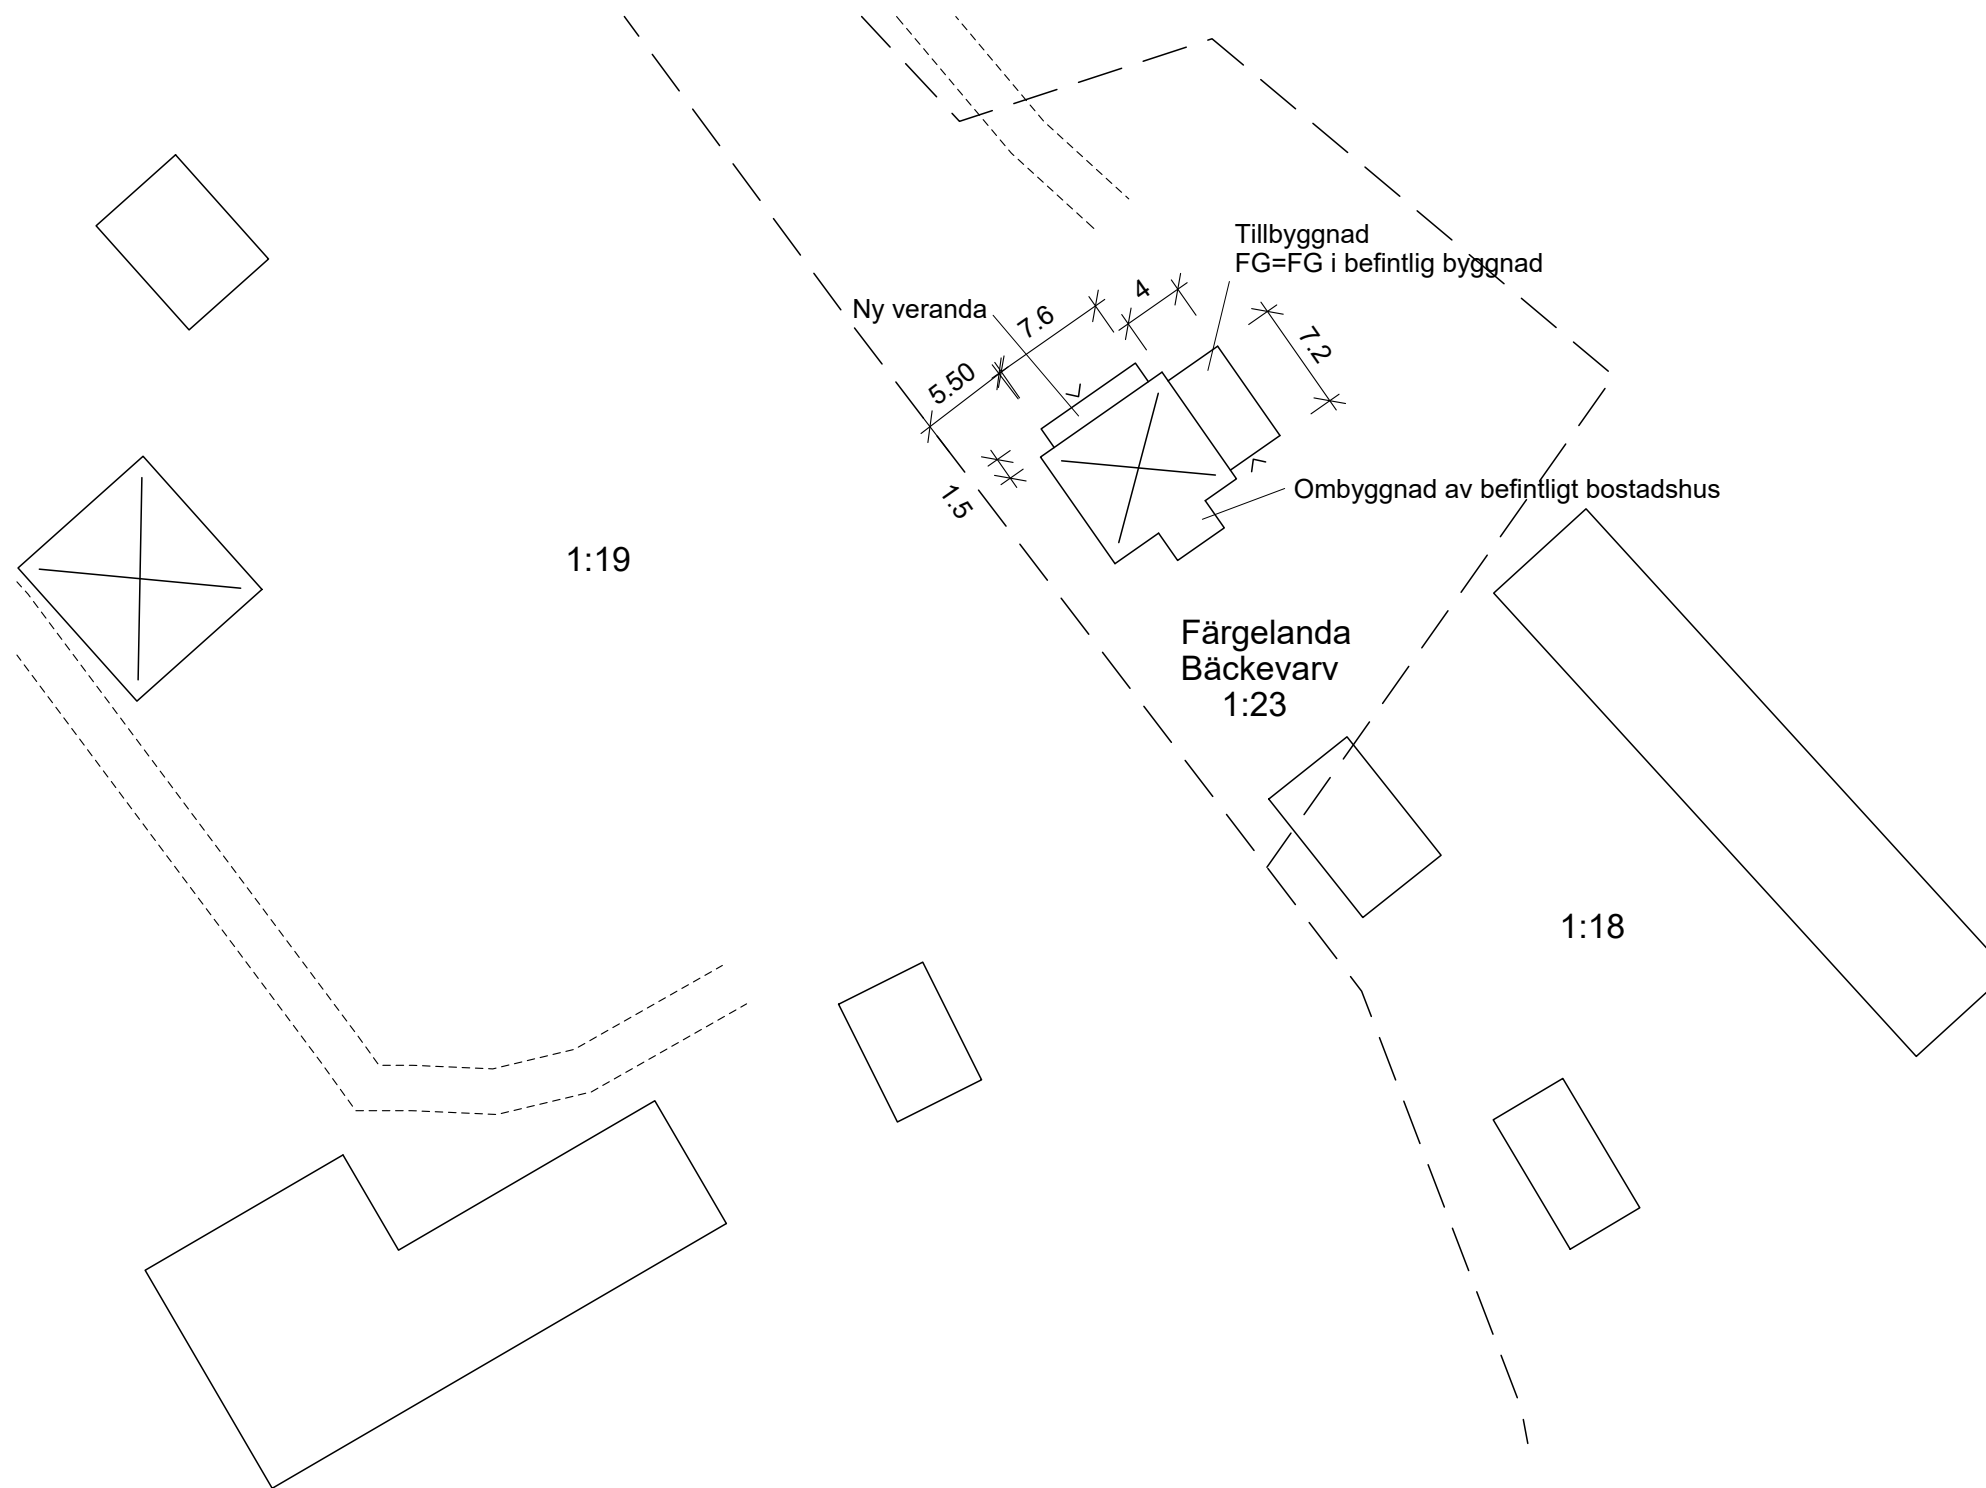 Tillbyggnad
FG=FG i befintlig byggnad
Ny veranda
7.6
4
7.2
5.50
1.5
Ombyggnad av befintligt bostadshus
1:19
Färgelanda
Bäckevarv
1:23
1:18